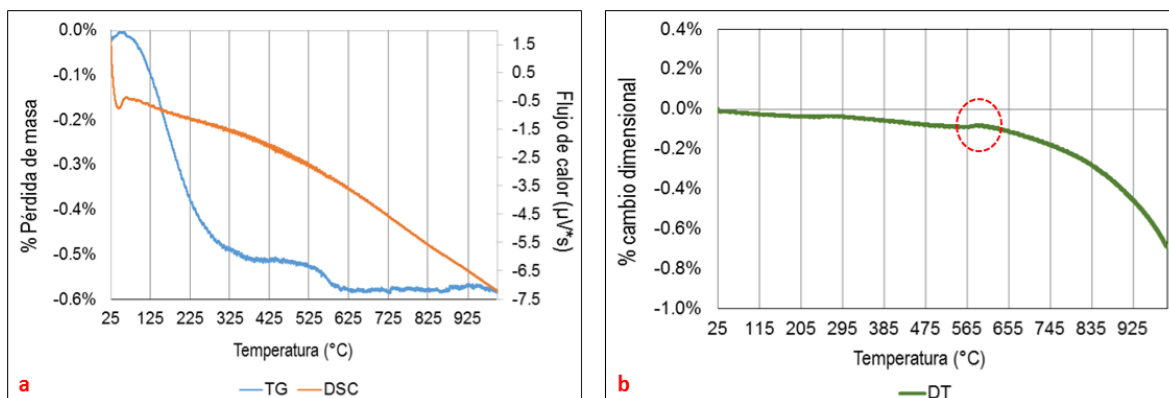 % Pérdida de masa
0.0%
-0.1%
-0.2%
-0.3%
-0.4%
-0.5%
-0.6%
1.5
0.5
-0.5
-1.5
-2.5
-3.5
-4.5
-5.5
-6.5
-7.5
Flujo de calor (µV*s)
25 125 225 325 425 525 625 725 825 925
Temperatura (°C)
a
TG DSC
% cambio dimensional
0.4%
0.2%
0.0%
-0.2%
-0.4%
-0.6%
-0.8%
-1.0%
25 115 205 295 385 475 565 655 745 835 925
Temperatura (°C)
b
DT